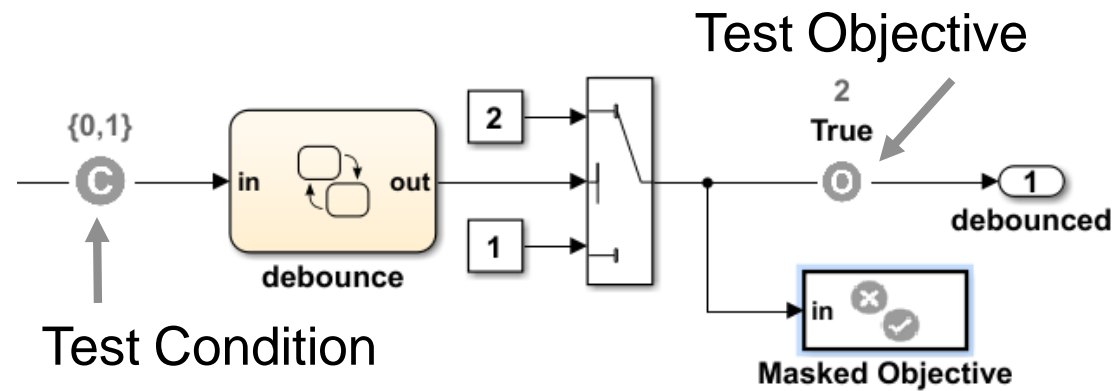 Test Objective
2
True
{0,1}
C
in
out
debounce
2
1
O
1
debounced
in
Masked Objective
Test Condition